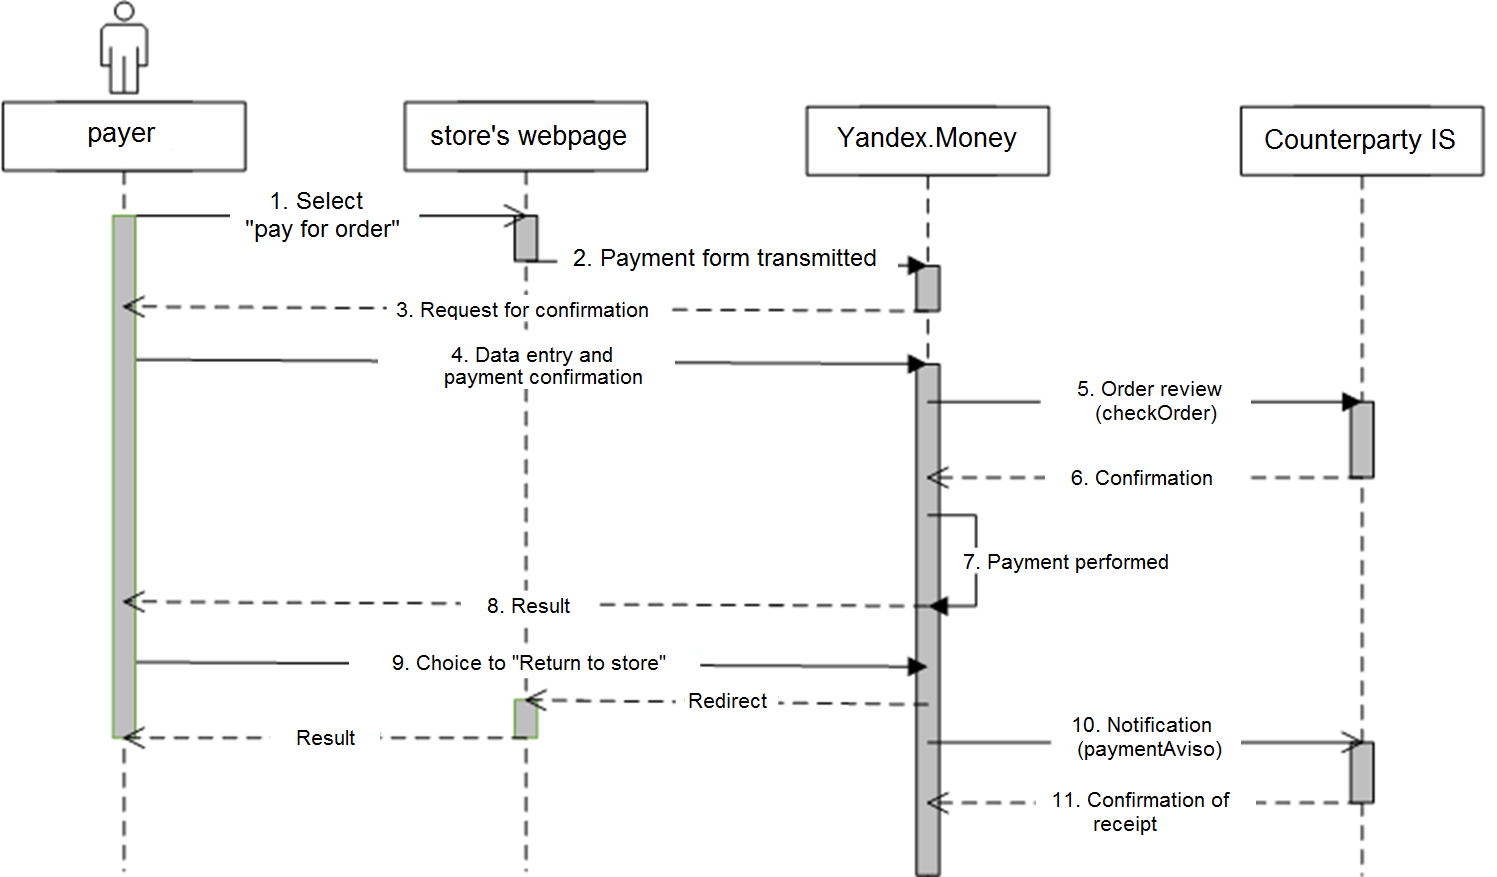 payer
store's webpage
Yandex.Money
Counterparty IS
1. Select
"pay for order"
2. Payment form transmitted
3. Request for confirmation
4. Data entry and
payment confirmation
5. Order review
(checkOrder)
6. Confirmation
7. Payment performed
8. Result
9. Choice to "Return to store"
Redirect
Result
10. Notification
(paymentAviso)
11. Confirmation of
receipt